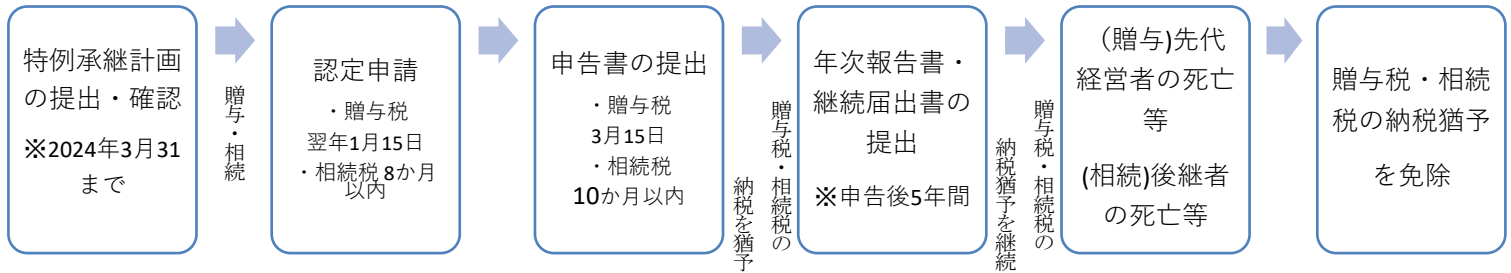 特例承継計画
の提出・確認
※2024年3月31
まで
贈与・相続
認定申請
・贈与税
翌年1月15日
・相続税 8か月
以内
申告書の提出
・贈与税
3月15日
・相続税
10か月以内
贈与税・相続税の
納税を猶予
年次報告書・
継続届出書の
提出
※申告後5年間
贈与税・相続税の
納税猶予を継続
（贈与)先代
経営者の死亡
等
(相続)後継者
の死亡等
贈与税・相続
税の納税猶予
を免除